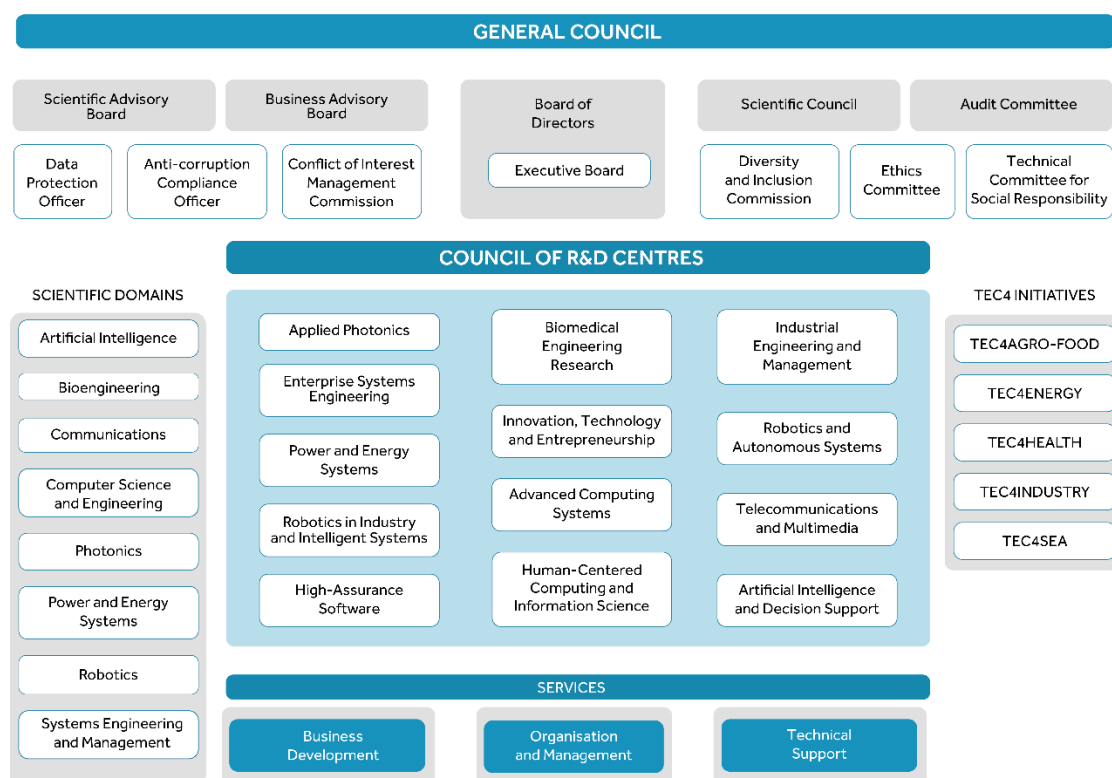 GENERAL COUNCIL
Scientific Advisory
Board
Business Advisory
Board
Board of
Directors
Scientific Council
Audit Committee
Data
Protection
Officer
Anti-corruption
Compliance
Officer
Conflict of Interest
Management
Commission
Executive Board
Diversity
and Inclusion
Commission
Ethics
Committee
Technical
Committee for
Social Responsibility
COUNCIL OF R&D CENTRES
SCIENTIFIC DOMAINS
Artificial Intelligence
Bioengineering
Communications
Computer Science
and Engineering
Photonics
Power and Energy
Systems
Robotics
Systems Engineering
and Management
Applied Photonics
Enterprise Systems
Engineering
Power and Energy
Systems
Robotics in Industry
and Intelligent Systems
High-Assurance
Software
Biomedical
Engineering
Research
Innovation, Technology
and Entrepreneurship
Advanced Computing
Systems
Human-Centered
Computing and
Information Science
Industrial
Engineering and
Management
Robotics and
Autonomous Systems
Telecommunications
and Multimedia
Artificial Intelligence
and Decision Support
TEC4 INITIATIVES
TEC4AGRO-FOOD
TEC4ENERGY
TEC4HEALTH
TEC4INDUSTRY
TEC4SEA
SERVICES
Business
Development
Organisation
and Management
Technical
Support